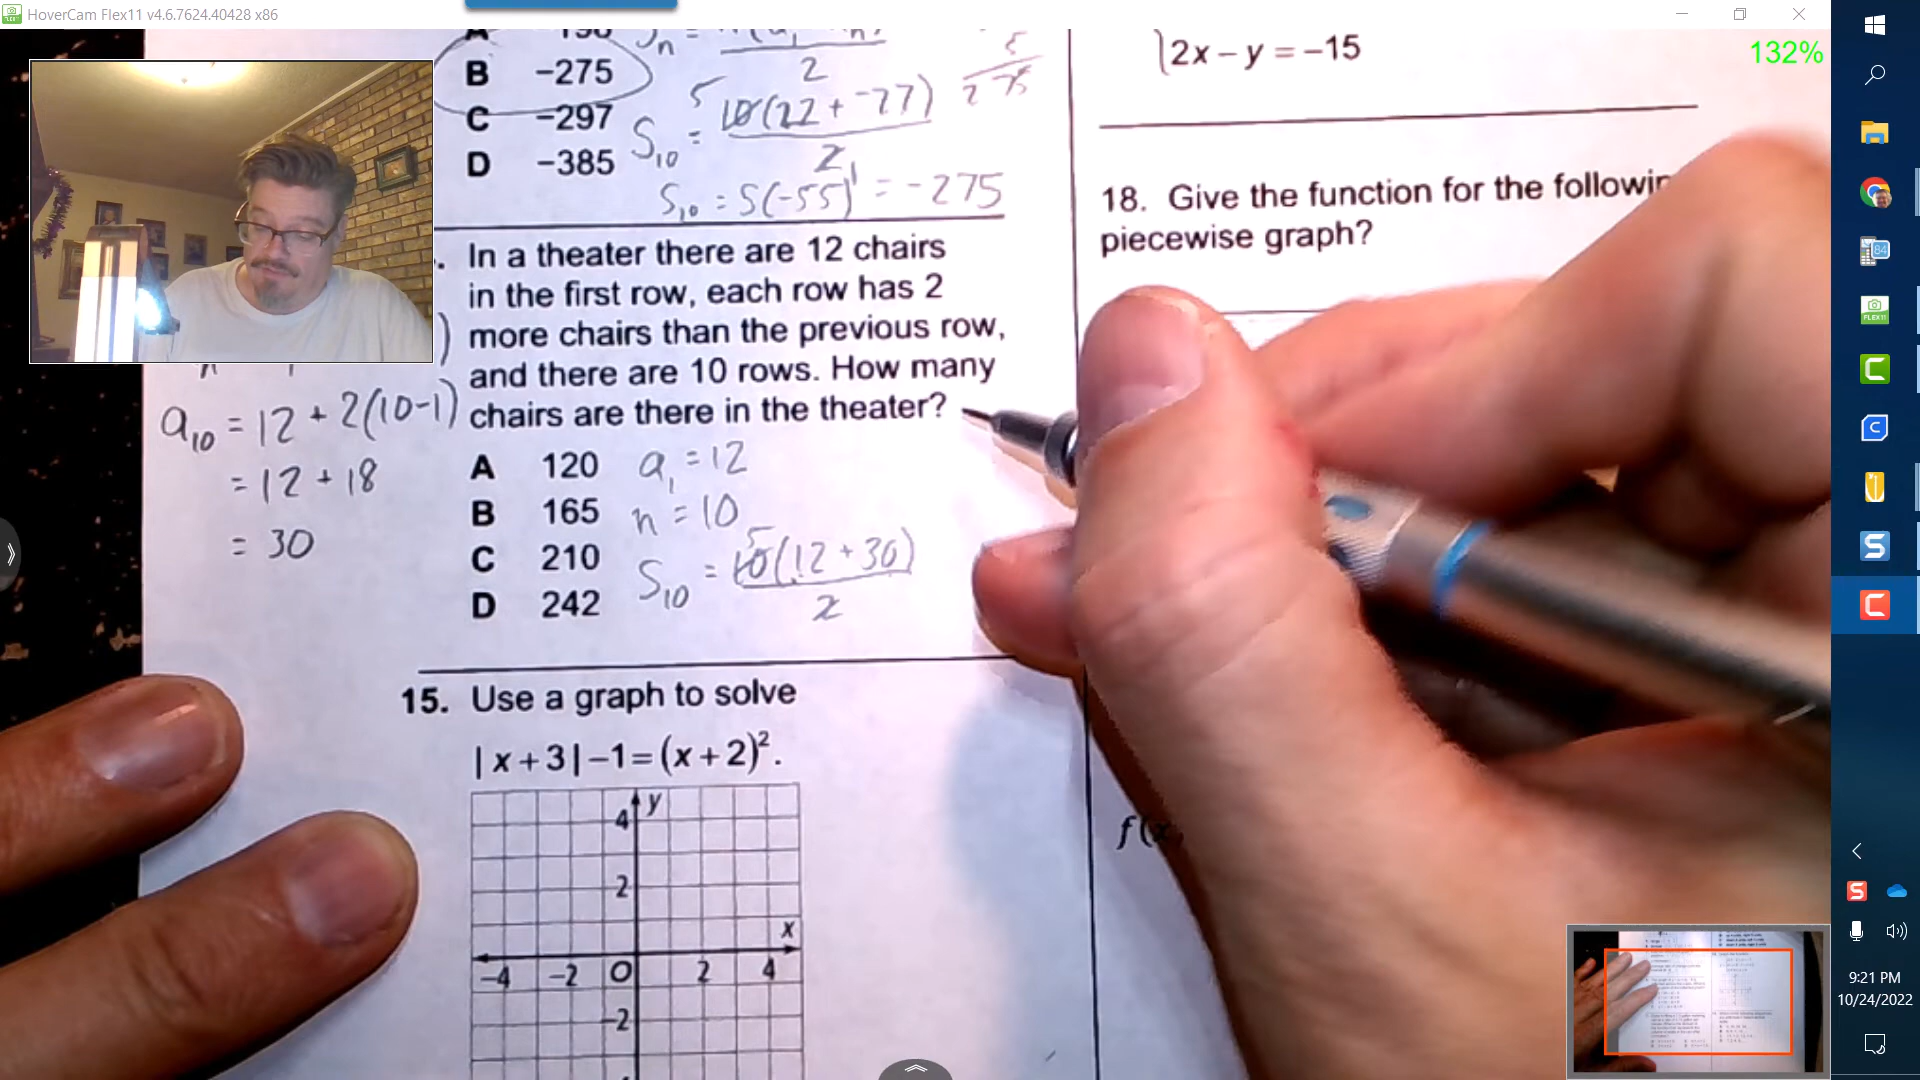 HoverCam Flex11 v4.6.7624.40428 x86
132%
B -275
C -297
D -385
2
S10 = 10(22 + -77)
5
2
S10 = 5(-55) = -275
In a theater there are 12 chairs
in the first row, each row has 2
more chairs than the previous row,
and there are 10 rows. How many
chairs are there in the theater?
A 120
B 165
C 210
D 242
a1 = 12
n = 10
S10 = 10(12 + 30)
5
2
a10 = 12 + 2(10-1)
= 12 + 18
= 30
15. Use a graph to solve
|x+3|−1=(x+2)².
y
4
2
x
-4 -2 O 2 4
-2
2x − y = −15
18. Give the function for the
piecewise graph?
84
FLEX11
9:21 PM
10/24/2022